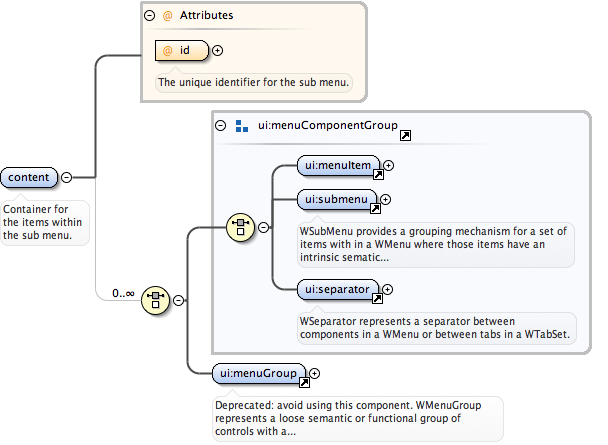 @ Attributes
@ id
The unique identifier for the sub menu.
ui:menuComponentGroup
ui:menuItem
content
ui:submenu
Container for
the items within
the sub menu.
WSubMenu provides a grouping mechanism for a set of
items with in a WMenu where those items have an
intrinsic sematic...
0..∞
ui:separator
WSeparator represents a separator between
components in a WMenu or between tabs in a WTabSet.
ui:menuGroup
Deprecated: avoid using this component. WMenuGroup
represents a loose semantic or functional group of
controls with a...